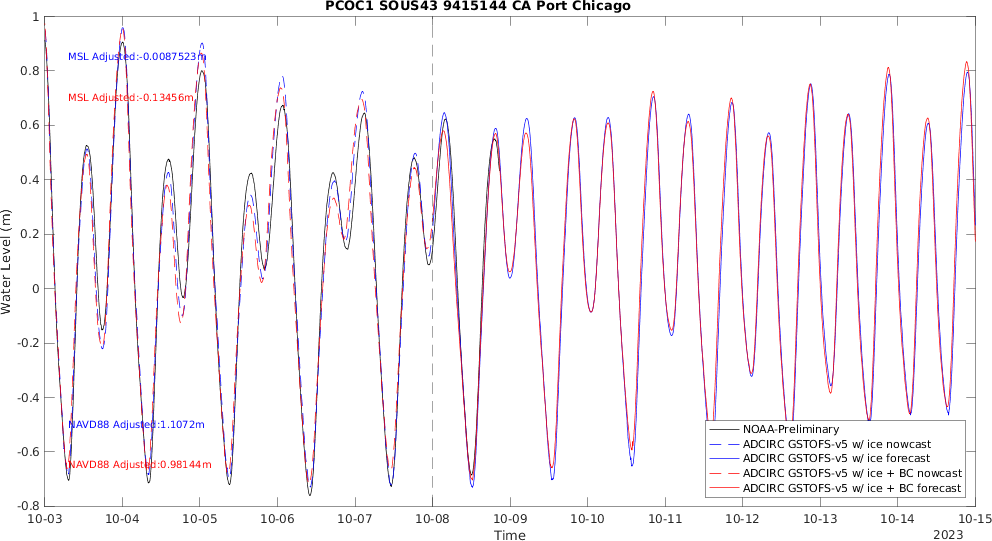 PCOC1 SOUS43 9415144 CA Port Chicago
1
0.8
0.6
0.4
0.2
0
-0.2
-0.4
-0.6
-0.8
Water Level (m)
MSL Adjusted:-0.0087523m
MSL Adjusted:-0.13456m
NAVD88 Adjusted:1.1072m
NAVD88 Adjusted:0.98144m
NOAA-Preliminary
ADCIRC GSTOFS-v5 w/ ice nowcast
ADCIRC GSTOFS-v5 w/ ice forecast
ADCIRC GSTOFS-v5 w/ ice + BC nowcast
ADCIRC GSTOFS-v5 w/ ice + BC forecast
10-03 10-04 10-05 10-06 10-07 10-08 10-09 10-10 10-11 10-12 10-13 10-14 10-15
Time
2023